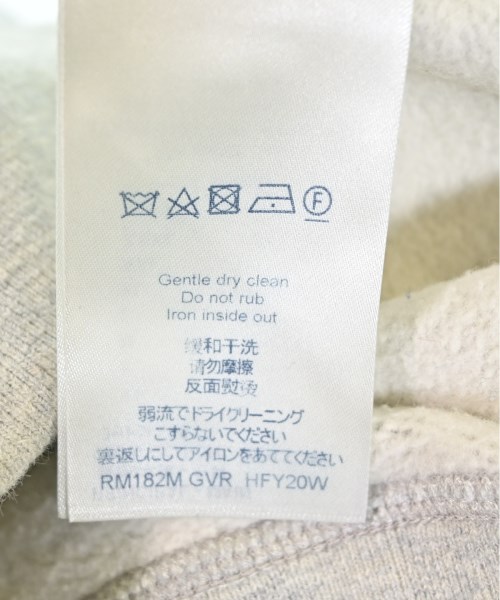 F
Gentle dry clean
Do not rub
Iron inside out
缓和干洗
请勿摩擦
反面熨烫
弱流でドライクリーニング
こすらないでください
裏返しにしてアイロンをあててください
RM182M GVR HFY20W